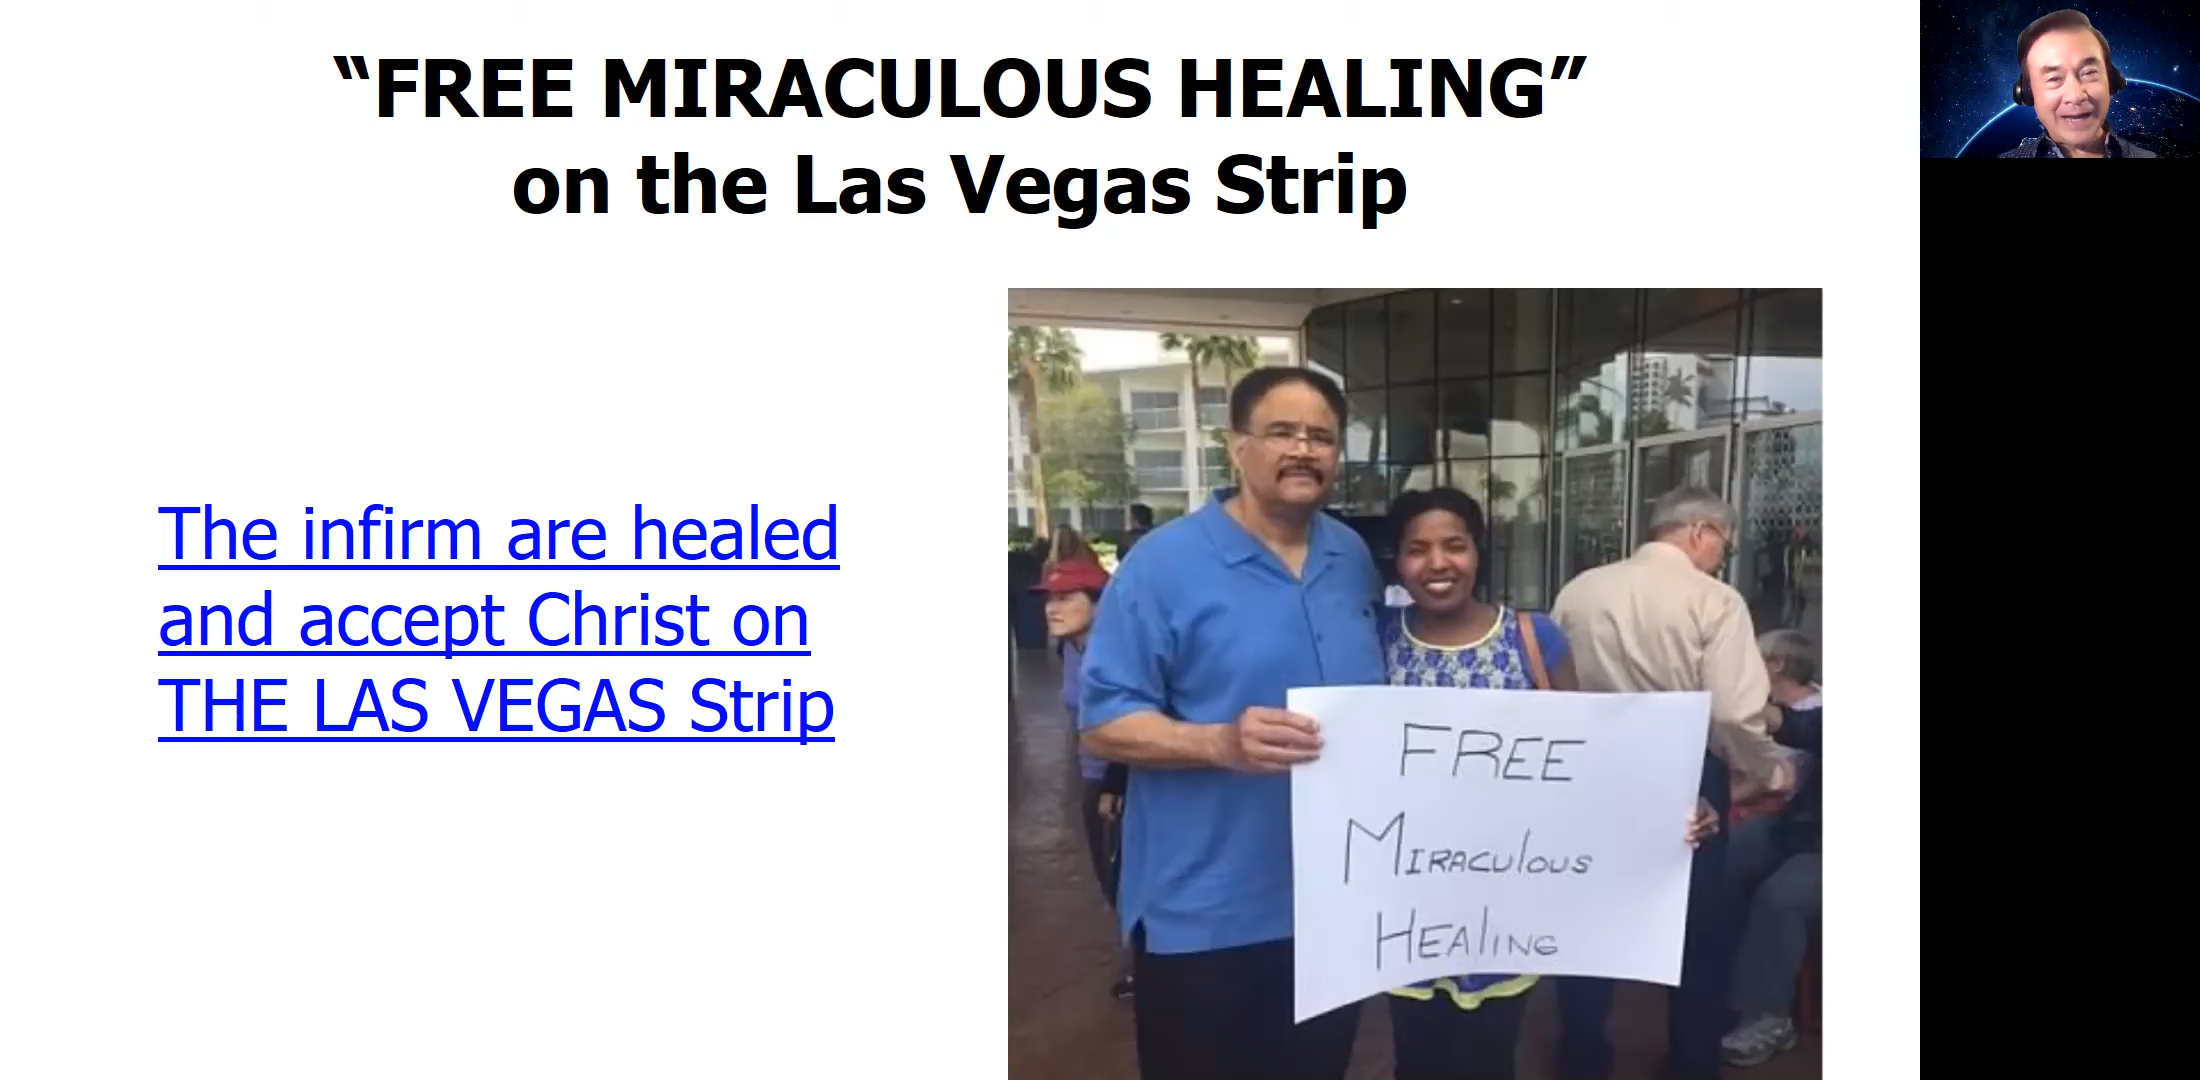 “FREE MIRACULOUS HEALING”
on the Las Vegas Strip
The infirm are healed
and accept Christ on
THE LAS VEGAS Strip
FREE
MIRACUlOUS
HEAlING